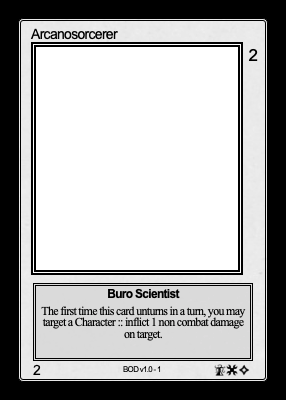 Arcanosorcerer
2
Buro Scientist
The first time this card unturns in a turn, you may
target a Character :: inflict 1 non combat damage
on target.
2
BOD v1.0 - 1